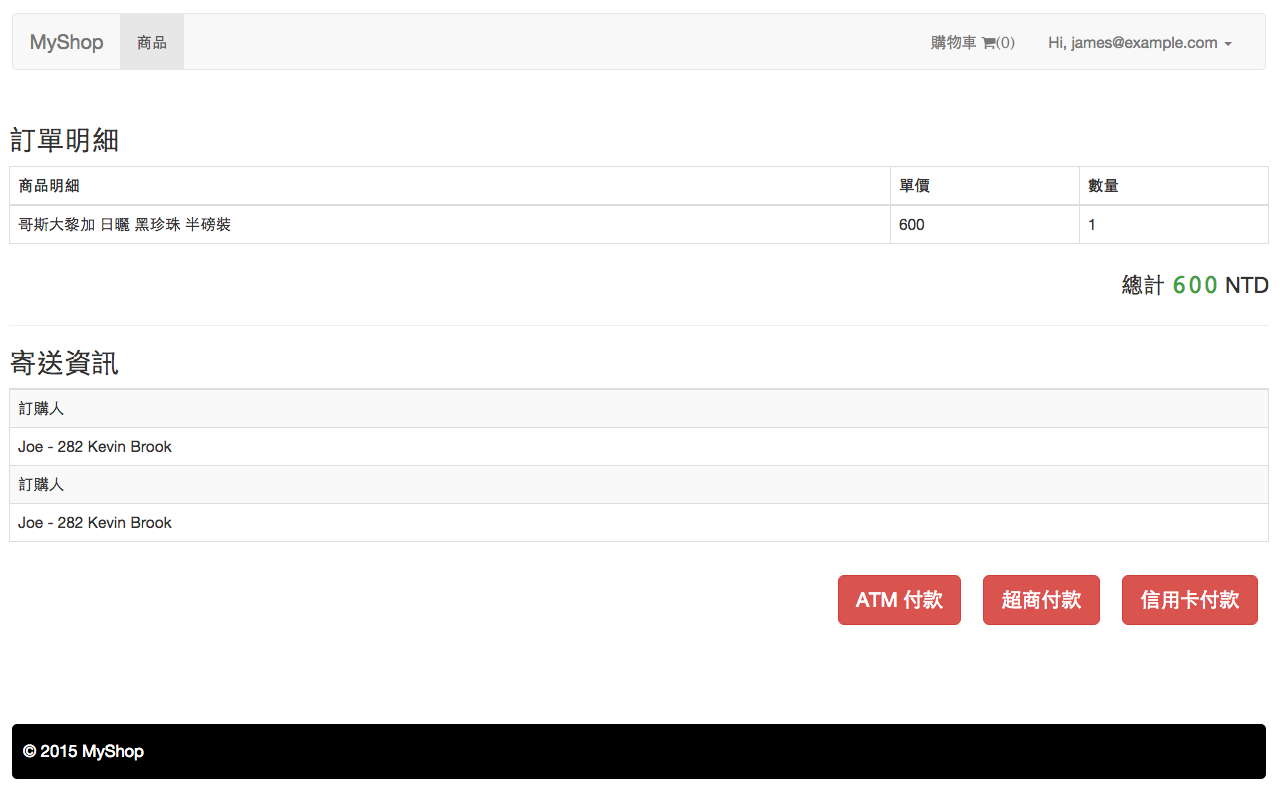 MyShop 商品 購物車 (0) Hi, james@example.com
訂單明細
商品明細 單價 數量
哥斯大黎加 日曬 黑珍珠 半磅裝 600 1
總計 600 NTD
寄送資訊
訂購人
Joe - 282 Kevin Brook
訂購人
Joe - 282 Kevin Brook
ATM 付款 超商付款 信用卡付款
© 2015 MyShop